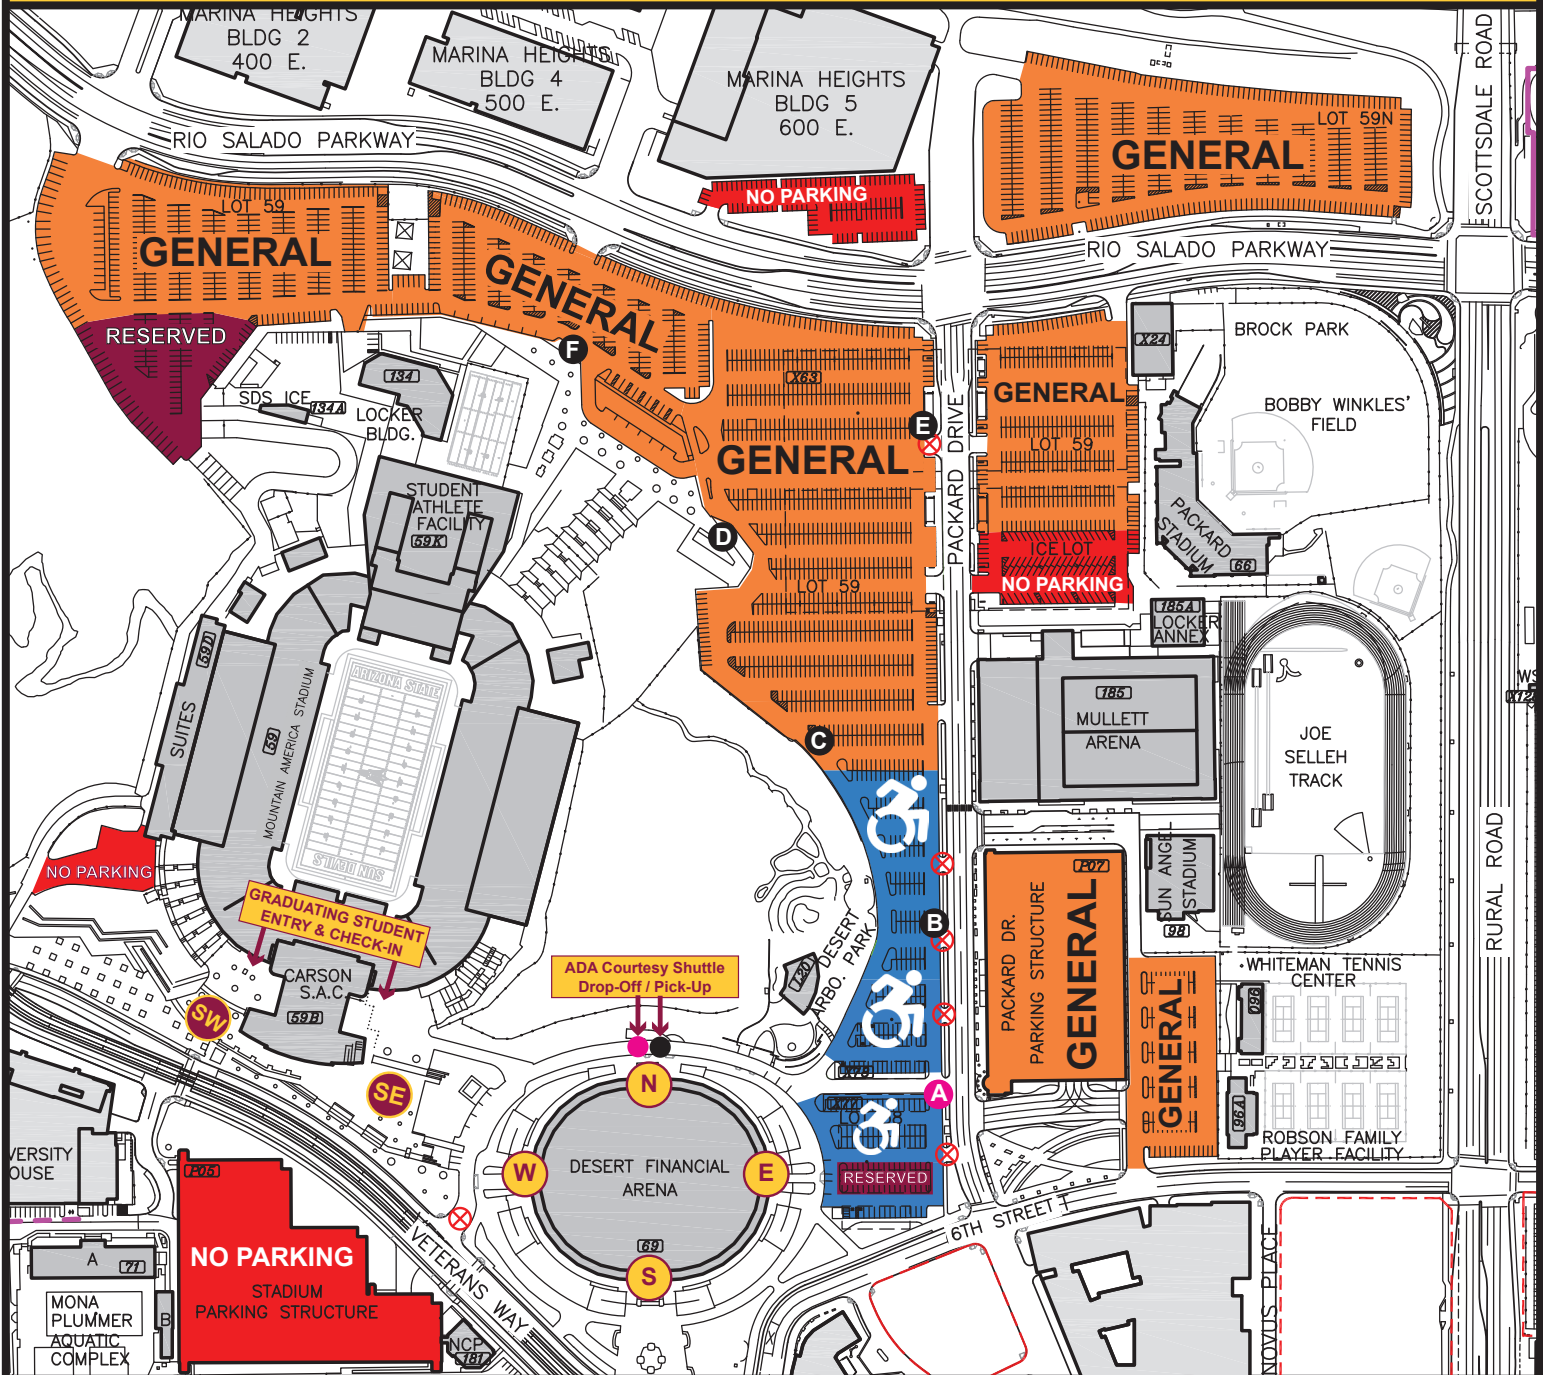 MARINA HEIGHTS
BLDG 2
400 E.
MARINA HEIGHTS
BLDG 4
500 E.
MARINA HEIGHTS
BLDG 5
600 E.
LOT 59N
GENERAL
SCOTTSDALE ROAD
RIO SALADO PARKWAY
NO PARKING
RIO SALADO PARKWAY
LOT 59
GENERAL
GENERAL
RESERVED
F
134
SDS ICE
134A
LOCKER
BLDG.
X63
E
GENERAL
LOT 59
PACKARD DRIVE
GENERAL
LOT 59
X24
BROCK PARK
BOBBY WINKLES'
FIELD
PACKARD
STADIUM
66
ICE LOT
NO PARKING
STUDENT
ATHLETE
FACILITY
59K
D
185A
LOCKER
ANNEX
59D
SUITES
59
MOUNTAIN AMERICA STADIUM
ARIZONA STATE
SUN DEVILS
C
185
MULLETT
ARENA
JOE
SELLEH
TRACK
NO PARKING
GRADUATING STUDENT
ENTRY & CHECK-IN
CARSON
S.A.C.
59B
SW
SE
ADA Courtesy Shuttle
Drop-Off / Pick-Up
DESERT
ARBO. PARK
B
P07
PACKARD DR.
PARKING STRUCTURE
GENERAL
SUN ANGEL
STADIUM
98
RURAL ROAD
WHITEMAN TENNIS
CENTER
GENERAL
96A
ROBSON FAMILY
PLAYER FACILITY
A
RESERVED
N
W
E
S
DESERT FINANCIAL
ARENA
69
6TH STREET
NOVUS PLACE
VETERANS WAY
P05
NO PARKING
STADIUM
PARKING STRUCTURE
VERSITY
OUSE
A
71
MONA
PLUMMER
AQUATIC
COMPLEX
B
NCP
181